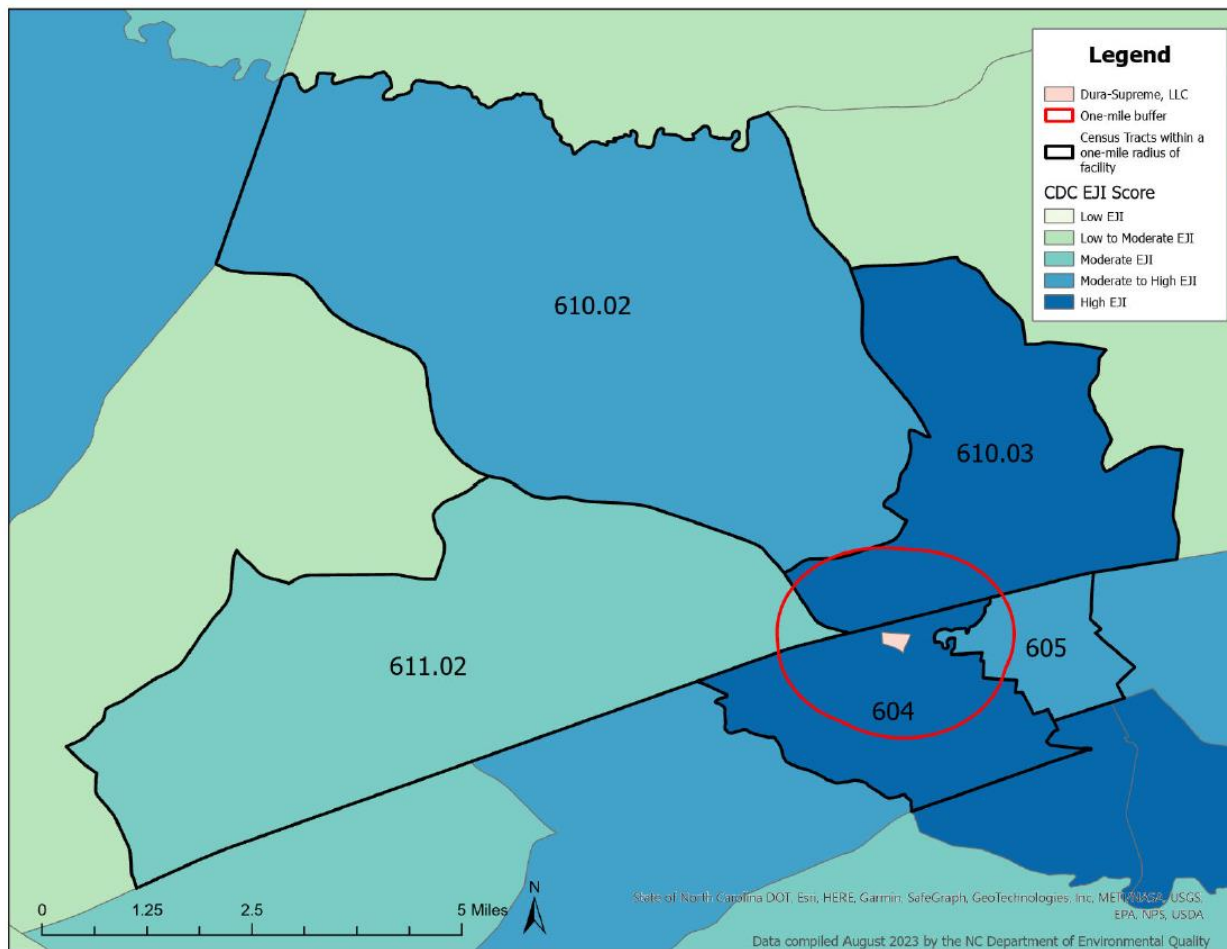 Legend
Dura-Supreme, LLC
One-mile buffer
Census Tracts within a
one-mile radius of
facility
CDC EJI Score
Low EJI
Low to Moderate EJI
Moderate EJI
Moderate to High EJI
High EJI
610.02
610.03
611.02
605
604
N
0 1.25 2.5 5 Miles
State of North Carolina DOT, Esri, HERE, Garmin, SafeGraph, GeoTechnologies, Inc, METI/NASA, USGS,
EPA, NPS, USDA
Data compiled August 2023 by the NC Department of Environmental Quality